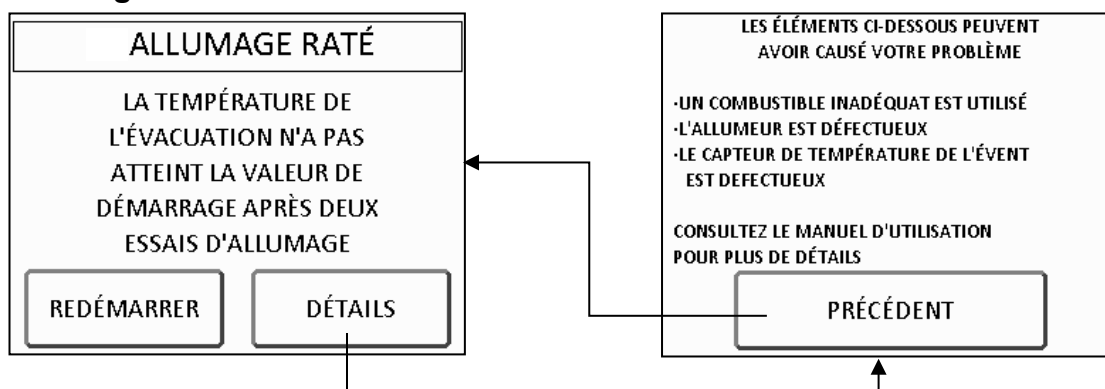 ALLUMAGE RATÉ
LA TEMPÉRATURE DE
L'ÉVACUATION N'A PAS
ATTEINT LA VALEUR DE
DÉMARRAGE APRÈS DEUX
ESSAIS D'ALLUMAGE
REDÉMARRER
DÉTAILS
LES ÉLÉMENTS CI-DESSOUS PEUVENT
AVOIR CAUSÉ VOTRE PROBLÈME
·UN COMBUSTIBLE INADÉQUAT EST UTILISÉ
·L'ALLUMEUR EST DÉFECTUEUX
·LE CAPTEUR DE TEMPÉRATURE DE L'ÉVENT
EST DEFECTUEUX
CONSULTEZ LE MANUEL D'UTILISATION
POUR PLUS DE DÉTAILS
PRÉCÉDENT